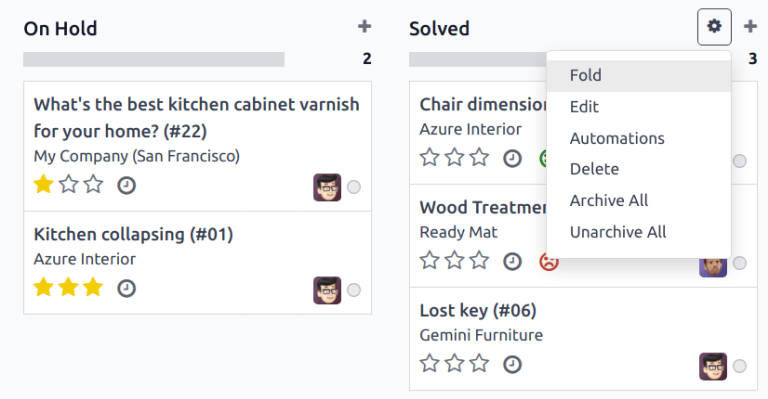 On Hold
+
2
What's the best kitchen cabinet varnish
for your home? (#22)
My Company (San Francisco)
Kitchen collapsing (#01)
Azure Interior
Solved
+
3
Fold
Edit
Automations
Delete
Archive All
Unarchive All
Chair
Azure Interior
Wood
Ready Mat
Lost key (#06)
Gemini Furniture